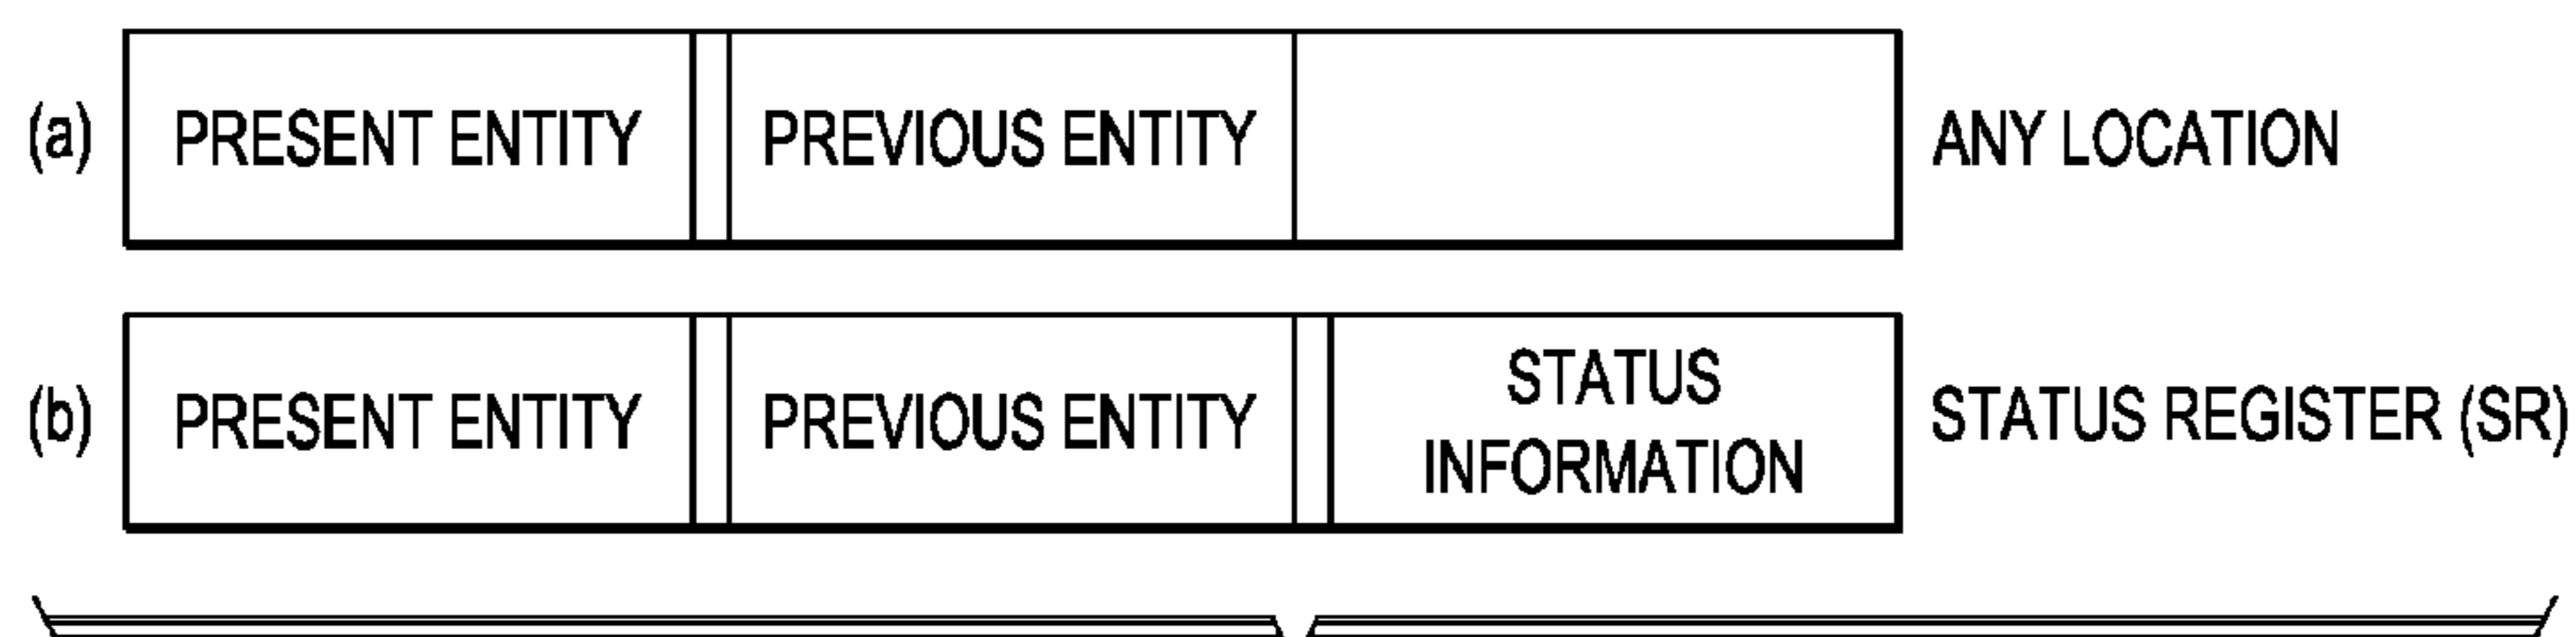 (a) PRESENT ENTITY PREVIOUS ENTITY ANY LOCATION
(b) PRESENT ENTITY PREVIOUS ENTITY STATUS INFORMATION STATUS REGISTER (SR)